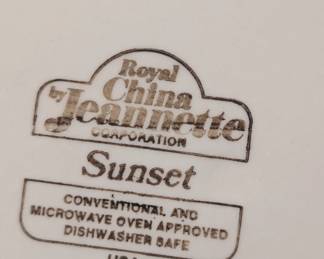 Royal
China
by Jeannette
CORPORATION
Sunset
CONVENTIONAL AND
MICROWAVE OVEN APPROVED
DISHWASHER SAFE